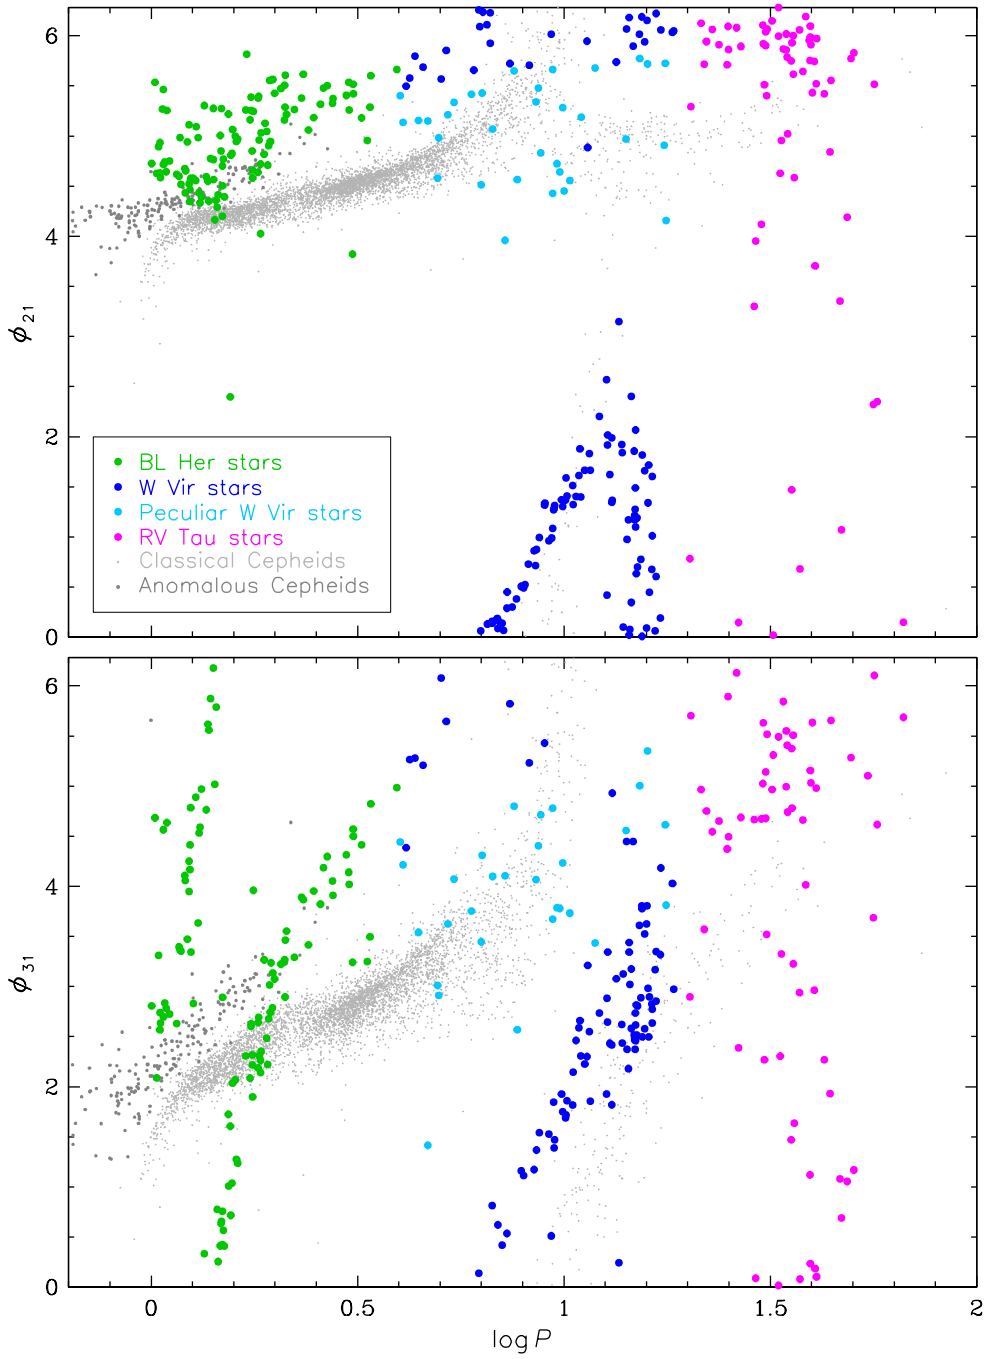 6
4
2
0
ϕ21
BL Her stars
W Vir stars
Peculiar W Vir stars
RV Tau stars
Classical Cepheids
Anomalous Cepheids
6
4
2
0
ϕ31
0 0.5 1 1.5 2
log P